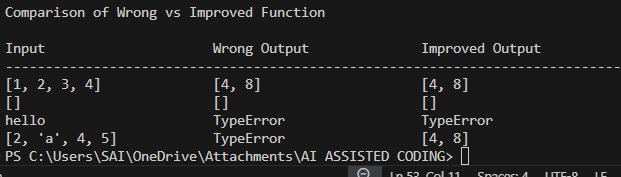 Comparison of Wrong vs Improved Function
Input Wrong Output Improved Output
--------------------------------------------------------------------------------
[1, 2, 3, 4] [4, 8] [4, 8]
[] [] []
hello TypeError TypeError
[2, 'a', 4, 5] TypeError [4, 8]
PS C:\Users\SAI\OneDrive\Attachments\AI ASSISTED CODING>
Ln 53, Col 11 Spaces: 4 UTF-8 LF